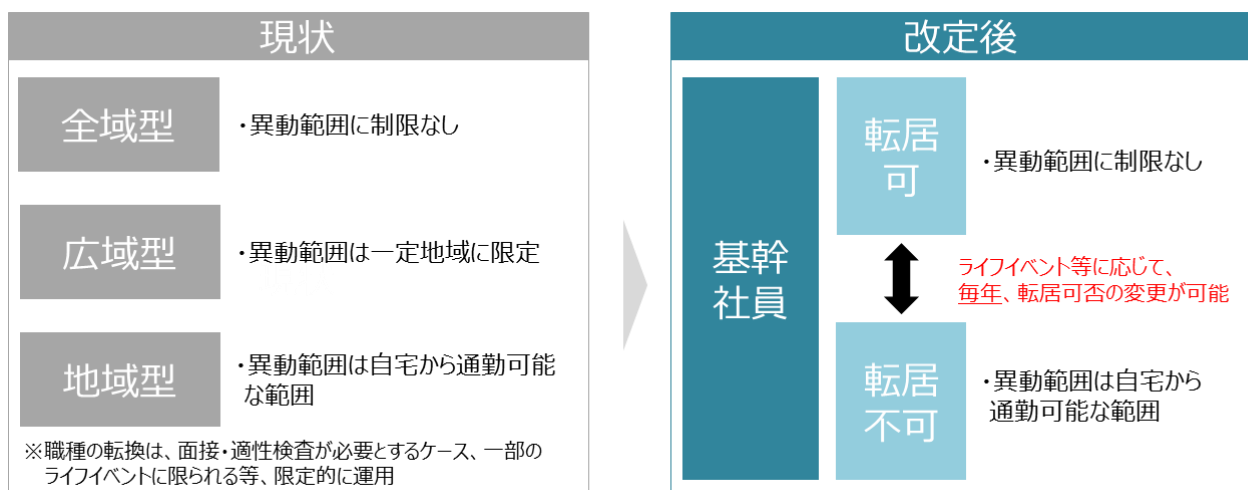 現状
全域型
・異動範囲に制限なし
広域型
・異動範囲は一定地域に限定
地域型
・異動範囲は自宅から通勤可能
な範囲
※職種の転換は、面接・適性検査が必要とするケース、一部の
ライフイベントに限られる等、限定的に運用
改定後
基幹
社員
転居
可
・異動範囲に制限なし
ライフイベント等に応じて、
毎年、転居可否の変更が可能
転居
不可
・異動範囲は自宅から
通勤可能な範囲